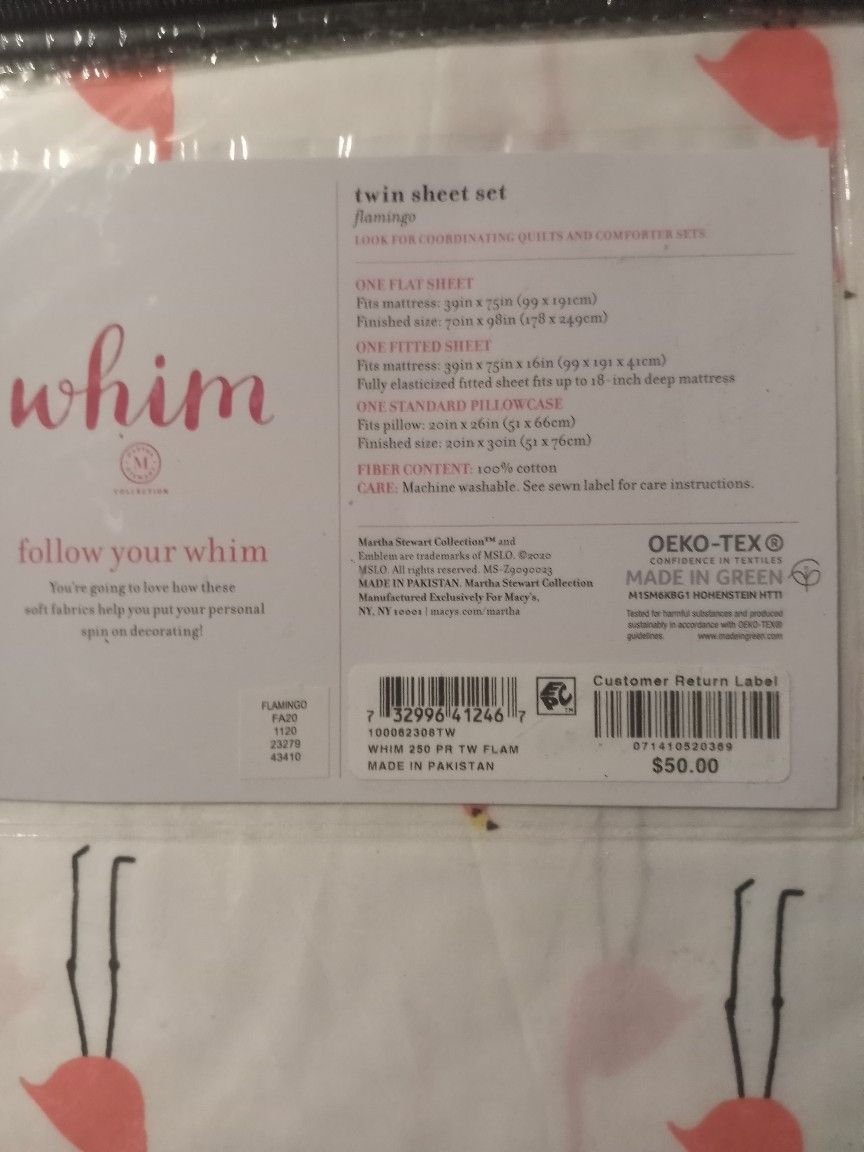 whim
M
COLLECTION
follow your whim
You're going to love how these
soft fabrics help you put your personal
spin on decorating!
FLAMINGO
FA20
1120
23279
43410
twin sheet set
flamingo
LOOK FOR COORDINATING QUILTS AND COMFORTER SETS
ONE FLAT SHEET
Fits mattress: 39in x 75in (99 x 191cm)
Finished size: 70in x 98in (178 x 249cm)
ONE FITTED SHEET
Fits mattress: 39in x 75in x 16in (99 x 191 x 41cm)
Fully elasticized fitted sheet fits up to 18-inch deep mattress
ONE STANDARD PILLOWCASE
Fits pillow: 20in x 26in (51 x 66cm)
Finished size: 20in x 30in (51 x 76cm)
FIBER CONTENT: 100% cotton
CARE: Machine washable. See sewn label for care instructions.
Martha Stewart Collection™ and
Emblem are trademarks of MSLO. ©2020
MSLO. All rights reserved. MS-Z9090023
MADE IN PAKISTAN. Martha Stewart Collection
Manufactured Exclusively For Macy's,
NY, NY 10001 | macys.com/martha
OEKO-TEX®
CONFIDENCE IN TEXTILES
MADE IN GREEN
M1SM6KBG1 HOHENSTEIN HTTI
Tested for harmful substances and produced
sustainably in accordance with OEKO-TEX®
guidelines. www.madeingreen.com
7 32996 41246 7
100082308TW
WHIM 250 PR TW FLAM
MADE IN PAKISTAN
EPC™
Customer Return Label
071410520369
$50.00